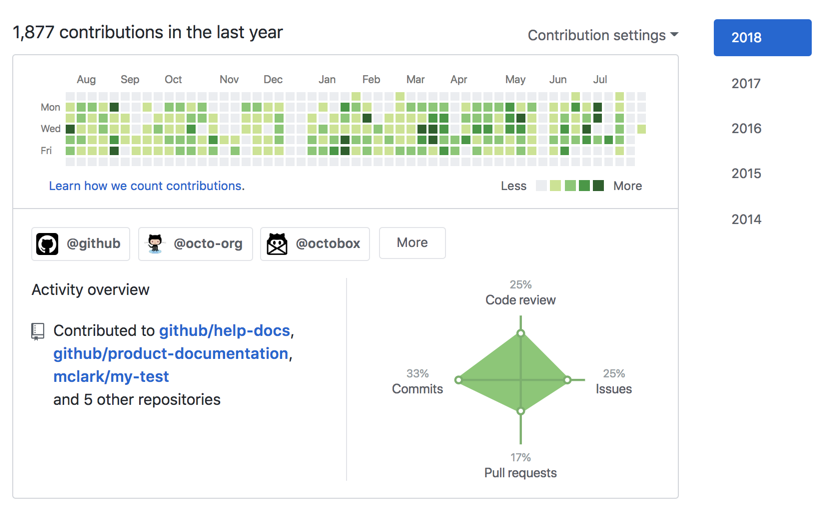 1,877 contributions in the last year
Contribution settings
2018
2017
2016
2015
2014
Aug Sep Oct Nov Dec Jan Feb Mar Apr May Jun Jul
Mon
Wed
Fri
Learn how we count contributions.
Less More
@github @octo-org @octobox More
Activity overview
Contributed to github/help-docs,
github/product-documentation,
mclark/my-test
and 5 other repositories
25%
Code review
33%
Commits
25%
Issues
17%
Pull requests